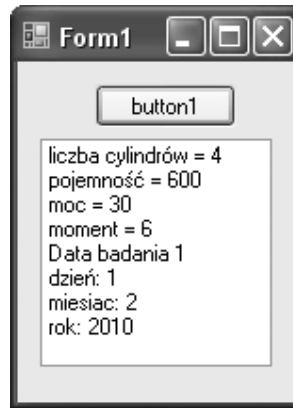 Form1
button1
liczba cylindrów = 4
pojemność = 600
moc = 30
moment = 6
Data badania 1
dzień: 1
miesiac: 2
rok: 2010